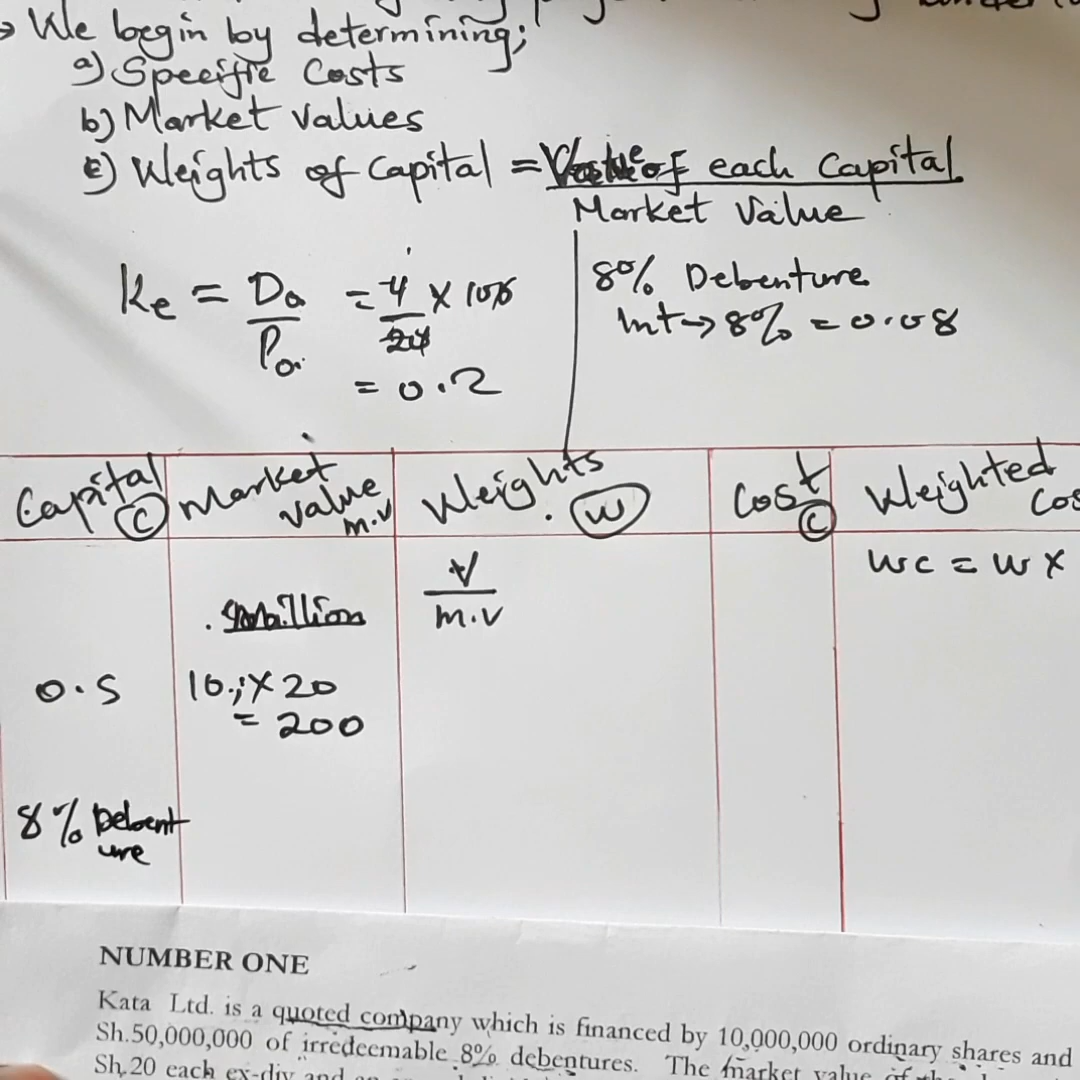 We begin by determining;
a) Specific Costs
b) Market Values
c) Weights of Capital = Value of each Capital
Market Value
Ke = Do = 4 × 100
Po 20
= 0.2
8% Debenture
Int → 8% = 0.08
Capital Market Weights Cost Weighted
(C) Value (W) (C) Cos
m.v
V WC = W X
million m.v
O.S 10 × 20
= 200
8% Debent
ure
NUMBER ONE
Kata Ltd. is a quoted company which is financed by 10,000,000 ordinary shares and
Sh.50,000,000 of irredeemable 8% debentures. The market value of the
Sh.20 each ex-div and an